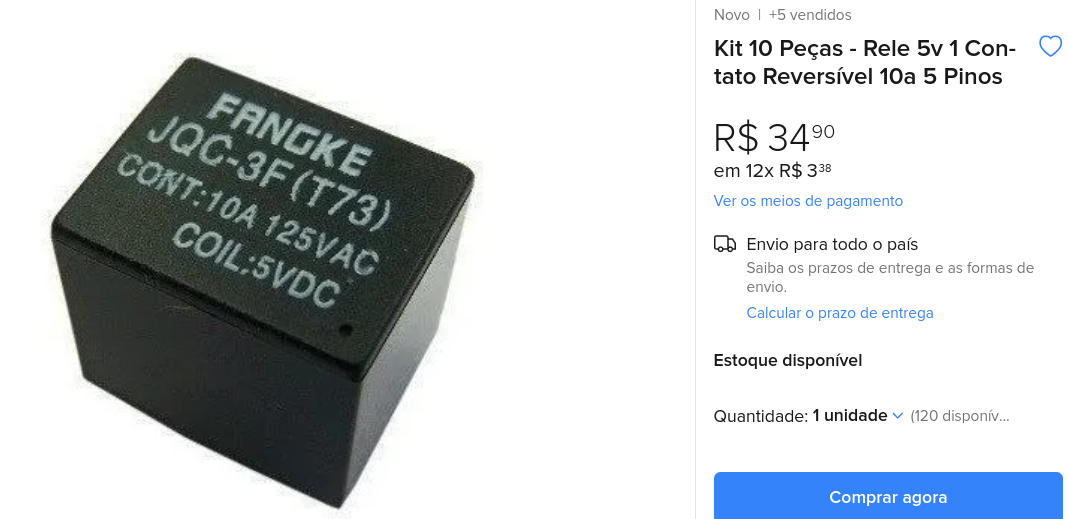 FANGKE
JQC-3F (T73)
CONT:10A 125VAC
COIL:5VDC
Novo | +5 vendidos
Kit 10 Peças - Rele 5v 1 Con-
tato Reversível 10a 5 Pinos
R$ 34 90
em 12x R$ 3 38
Ver os meios de pagamento
Envio para todo o país
Saiba os prazos de entrega e as formas de
envio.
Calcular o prazo de entrega
Estoque disponível
Quantidade: 1 unidade (120 disponív...
Comprar agora